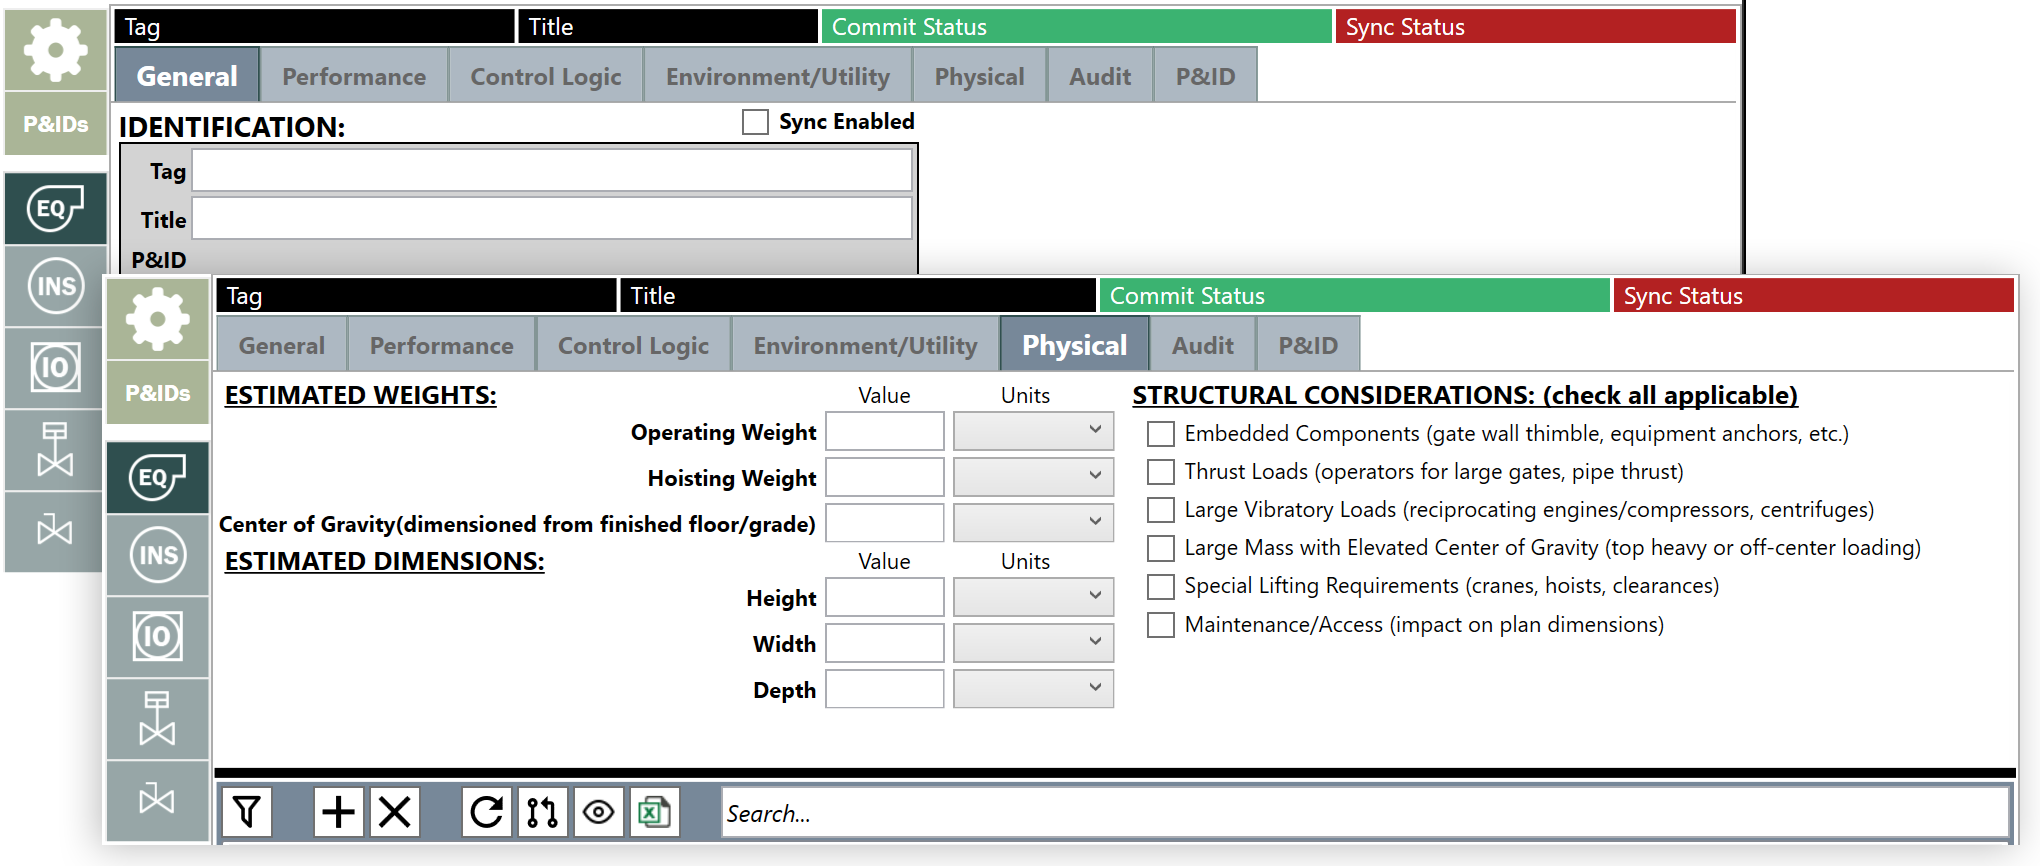 Tag Title Commit Status Sync Status
General Performance Control Logic Environment/Utility Physical Audit P&ID
P&IDs
IDENTIFICATION: Sync Enabled
Tag
EQ
Title
P&ID
INS
IO
Tag Title Commit Status Sync Status
General Performance Control Logic Environment/Utility Physical Audit P&ID
P&IDs
ESTIMATED WEIGHTS: Value Units
Operating Weight
Hoisting Weight
Center of Gravity(dimensioned from finished floor/grade)
ESTIMATED DIMENSIONS: Value Units
Height
Width
Depth
STRUCTURAL CONSIDERATIONS: (check all applicable)
Embedded Components (gate wall thimble, equipment anchors, etc.)
Thrust Loads (operators for large gates, pipe thrust)
Large Vibratory Loads (reciprocating engines/compressors, centrifuges)
Large Mass with Elevated Center of Gravity (top heavy or off-center loading)
Special Lifting Requirements (cranes, hoists, clearances)
Maintenance/Access (impact on plan dimensions)
EQ
INS
IO
Search...